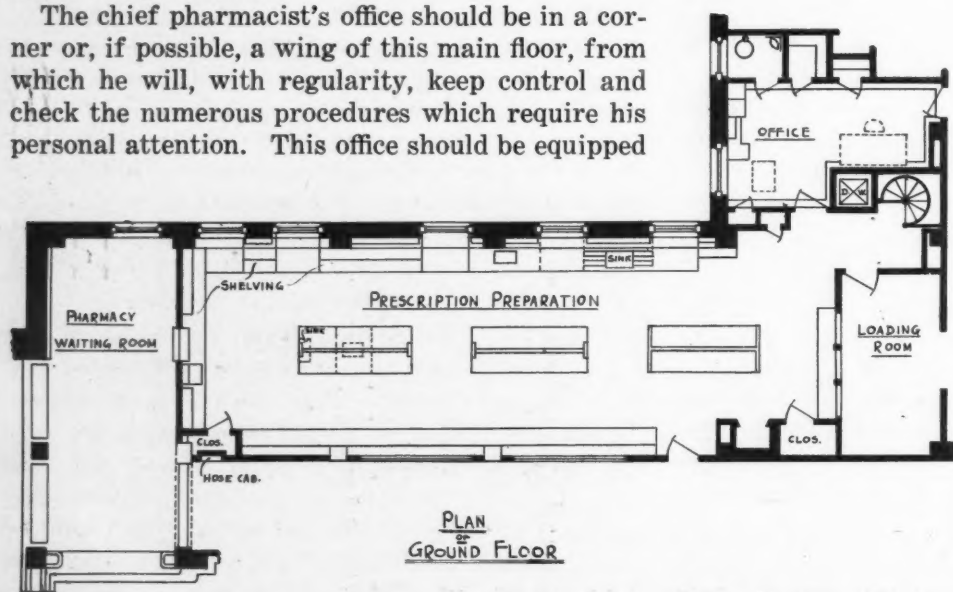 The chief pharmacist's office should be in a cor-
ner or, if possible, a wing of this main floor, from
which he will, with regularity, keep control and
check the numerous procedures which require his
personal attention. This office should be equipped
OFFICE
D. W.
SHELVING
SINK
PRESCRIPTION PREPARATION
PHARMACY
WAITING ROOM
SINK
LOADING
ROOM
CLOS.
CLOS.
HOSE CAB.
PLAN
OF
GROUND FLOOR